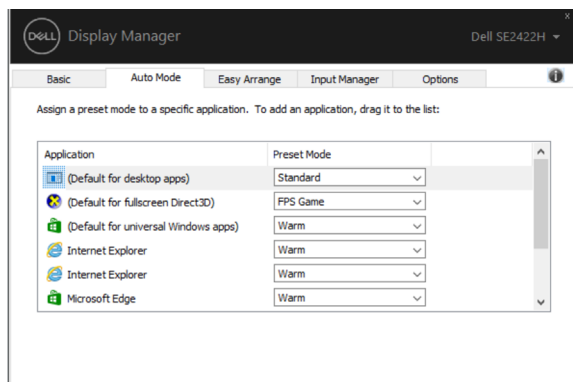 x
DELL Display Manager Dell SE2422H
Basic Auto Mode Easy Arrange Input Manager Options
Assign a preset mode to a specific application. To add an application, drag it to the list:
Application Preset Mode
(Default for desktop apps) Standard
(Default for fullscreen Direct3D) FPS Game
(Default for universal Windows apps) Warm
Internet Explorer Warm
Internet Explorer Warm
Microsoft Edge Warm